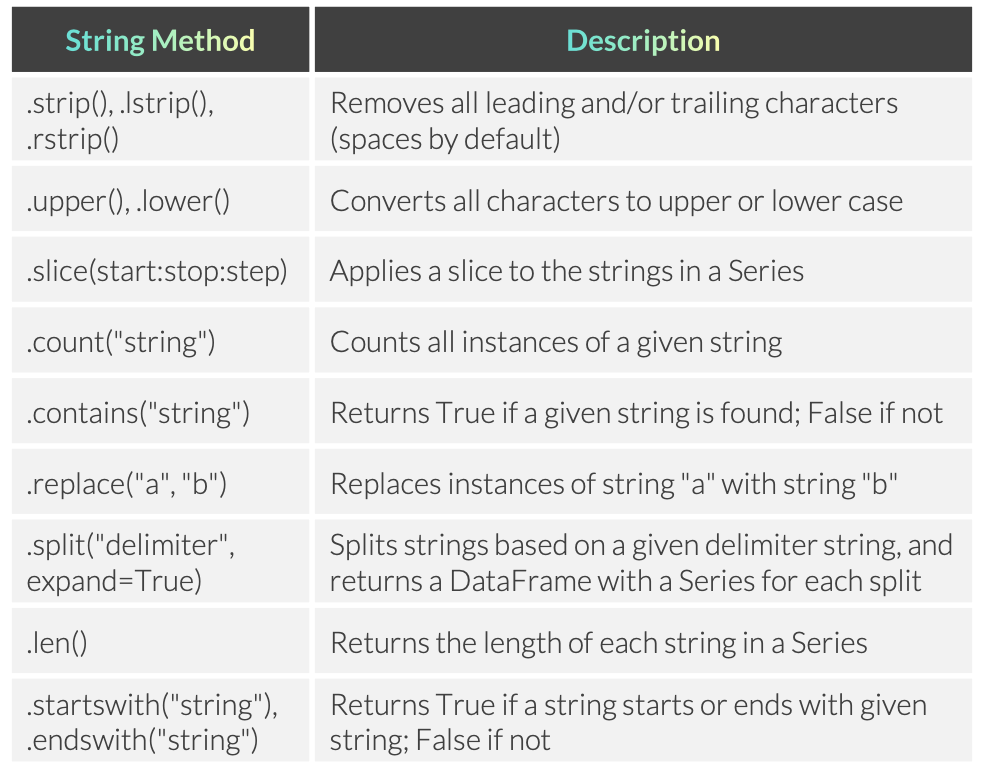 String Method
Description
.strip(), .lstrip(),
.rstrip()
Removes all leading and/or trailing characters
(spaces by default)
.upper(), .lower()
Converts all characters to upper or lower case
.slice(start:stop:step)
Applies a slice to the strings in a Series
.count("string")
Counts all instances of a given string
.contains("string")
Returns True if a given string is found; False if not
.replace("a", "b")
Replaces instances of string "a" with string "b"
.split("delimiter",
expand=True)
Splits strings based on a given delimiter string, and
returns a DataFrame with a Series for each split
.len()
Returns the length of each string in a Series
.startswith("string"),
.endswith("string")
Returns True if a string starts or ends with given
string; False if not